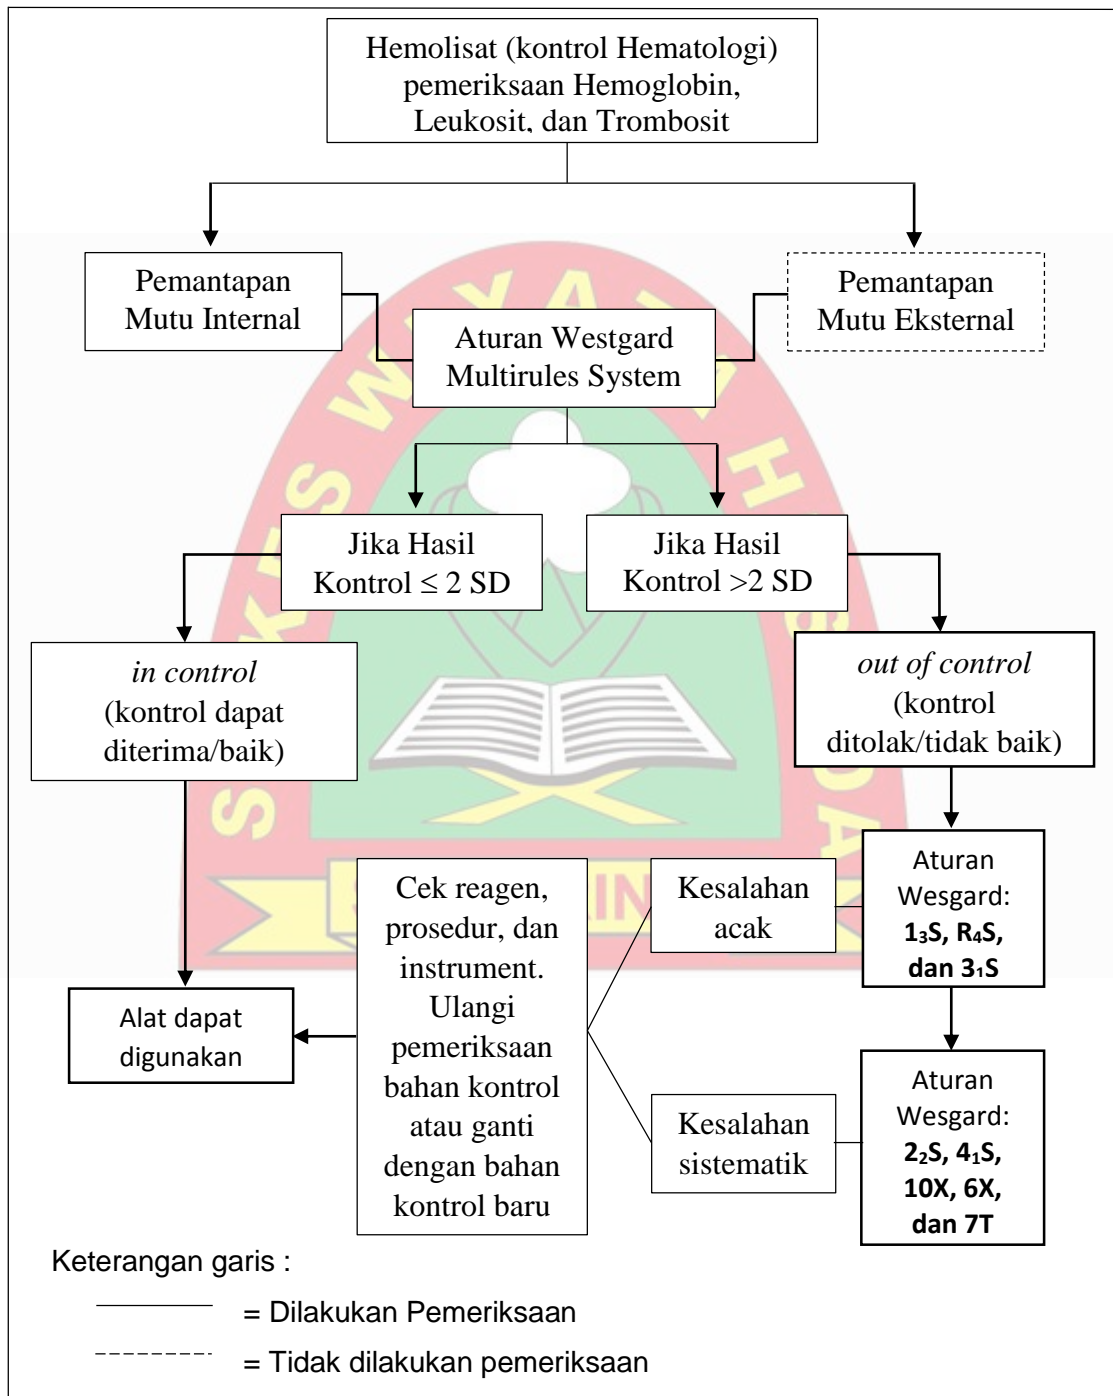 Hemolisat (kontrol Hematologi)
pemeriksaan Hemoglobin,
Leukosit, dan Trombosit
Pemantapan
Mutu Internal
Pemantapan
Mutu Eksternal
Aturan Westgard
Multirules System
Jika Hasil
Kontrol ≤ 2 SD
Jika Hasil
Kontrol >2 SD
in control
(kontrol dapat
diterima/baik)
out of control
(kontrol
ditolak/tidak baik)
Cek reagen,
prosedur, dan
instrument.
Ulangi
pemeriksaan
bahan kontrol
atau ganti
dengan bahan
kontrol baru
Kesalahan
acak
Aturan
Wesgard:
1₃S, R₄S,
dan 3₁S
Alat dapat
digunakan
Kesalahan
sistematik
Aturan
Wesgard:
2₂S, 4₁S,
10X, 6X,
dan 7T
Keterangan garis :
= Dilakukan Pemeriksaan
= Tidak dilakukan pemeriksaan